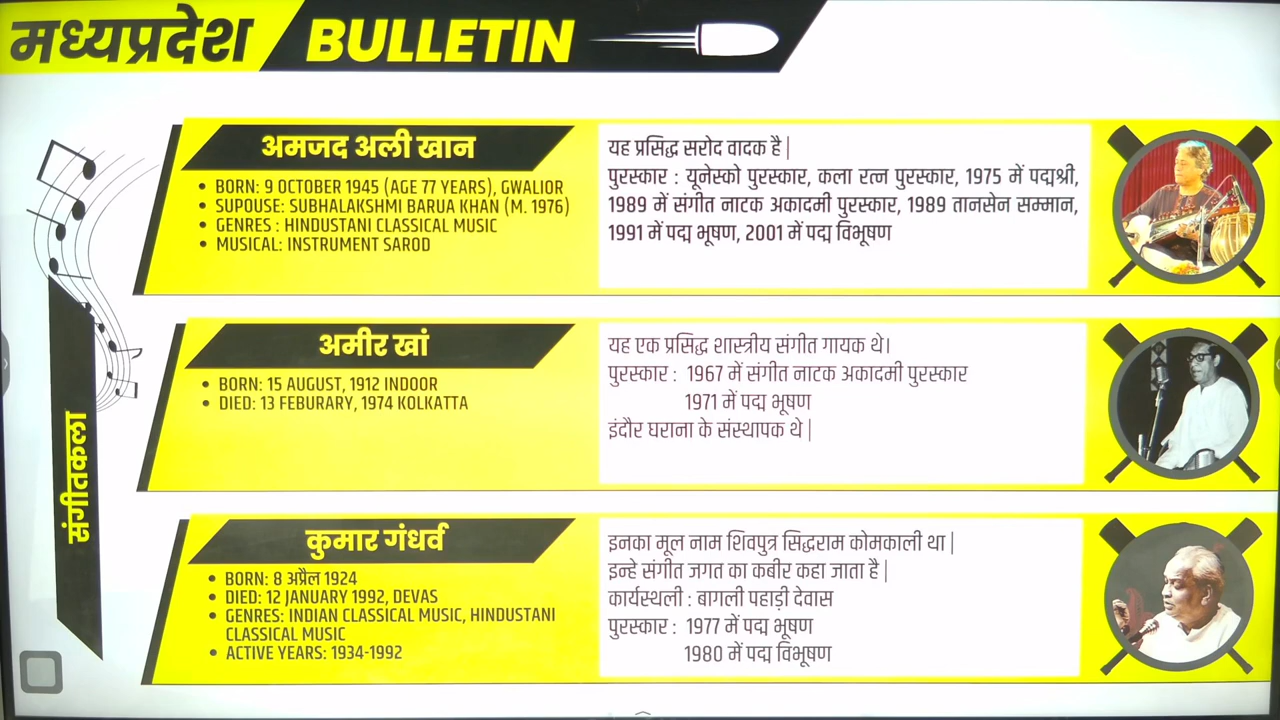 मध्यप्रदेश BULLETIN
संगीतकला
अमजद अली खान
• BORN: 9 OCTOBER 1945 (AGE 77 YEARS), GWALIOR
• SUPOUSE: SUBHALAKSHMI BARUA KHAN (M. 1976)
• GENRES : HINDUSTANI CLASSICAL MUSIC
• MUSICAL: INSTRUMENT SAROD
यह प्रसिद्ध सरोद वादक है |
पुरस्कार : यूनेस्को पुरस्कार, कला रत्न पुरस्कार, 1975 में पद्मश्री,
1989 में संगीत नाटक अकादमी पुरस्कार, 1989 तानसेन सम्मान,
1991 में पद्म भूषण, 2001 में पद्म विभूषण
अमीर खां
• BORN: 15 AUGUST, 1912 INDOOR
• DIED: 13 FEBURARY, 1974 KOLKATTA
यह एक प्रसिद्ध शास्त्रीय संगीत गायक थे।
पुरस्कार : 1967 में संगीत नाटक अकादमी पुरस्कार
1971 में पद्म भूषण
इंदौर घराना के संस्थापक थे |
कुमार गंधर्व
• BORN: 8 अप्रैल 1924
• DIED: 12 JANUARY 1992, DEVAS
• GENRES: INDIAN CLASSICAL MUSIC, HINDUSTANI
CLASSICAL MUSIC
• ACTIVE YEARS: 1934-1992
इनका मूल नाम शिवपुत्र सिद्धराम कोमकाली था |
इन्हे संगीत जगत का कबीर कहा जाता है |
कार्यस्थली : बागली पहाड़ी देवास
पुरस्कार : 1977 में पद्म भूषण
1980 में पद्म विभूषण